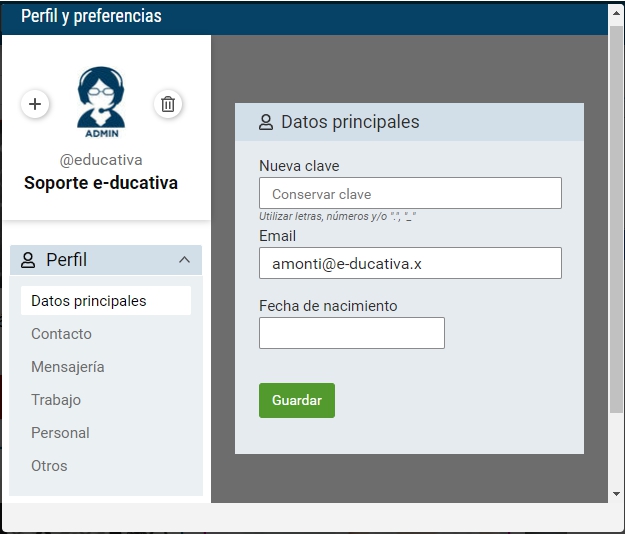 Perfil y preferencias
ADMIN
@educativa
Soporte e-ducativa
Perfil
Datos principales
Contacto
Mensajería
Trabajo
Personal
Otros
Datos principales
Nueva clave
Conservar clave
Utilizar letras, números y/o ".", "_"
Email
amonti@e-ducativa.x
Fecha de nacimiento
Guardar